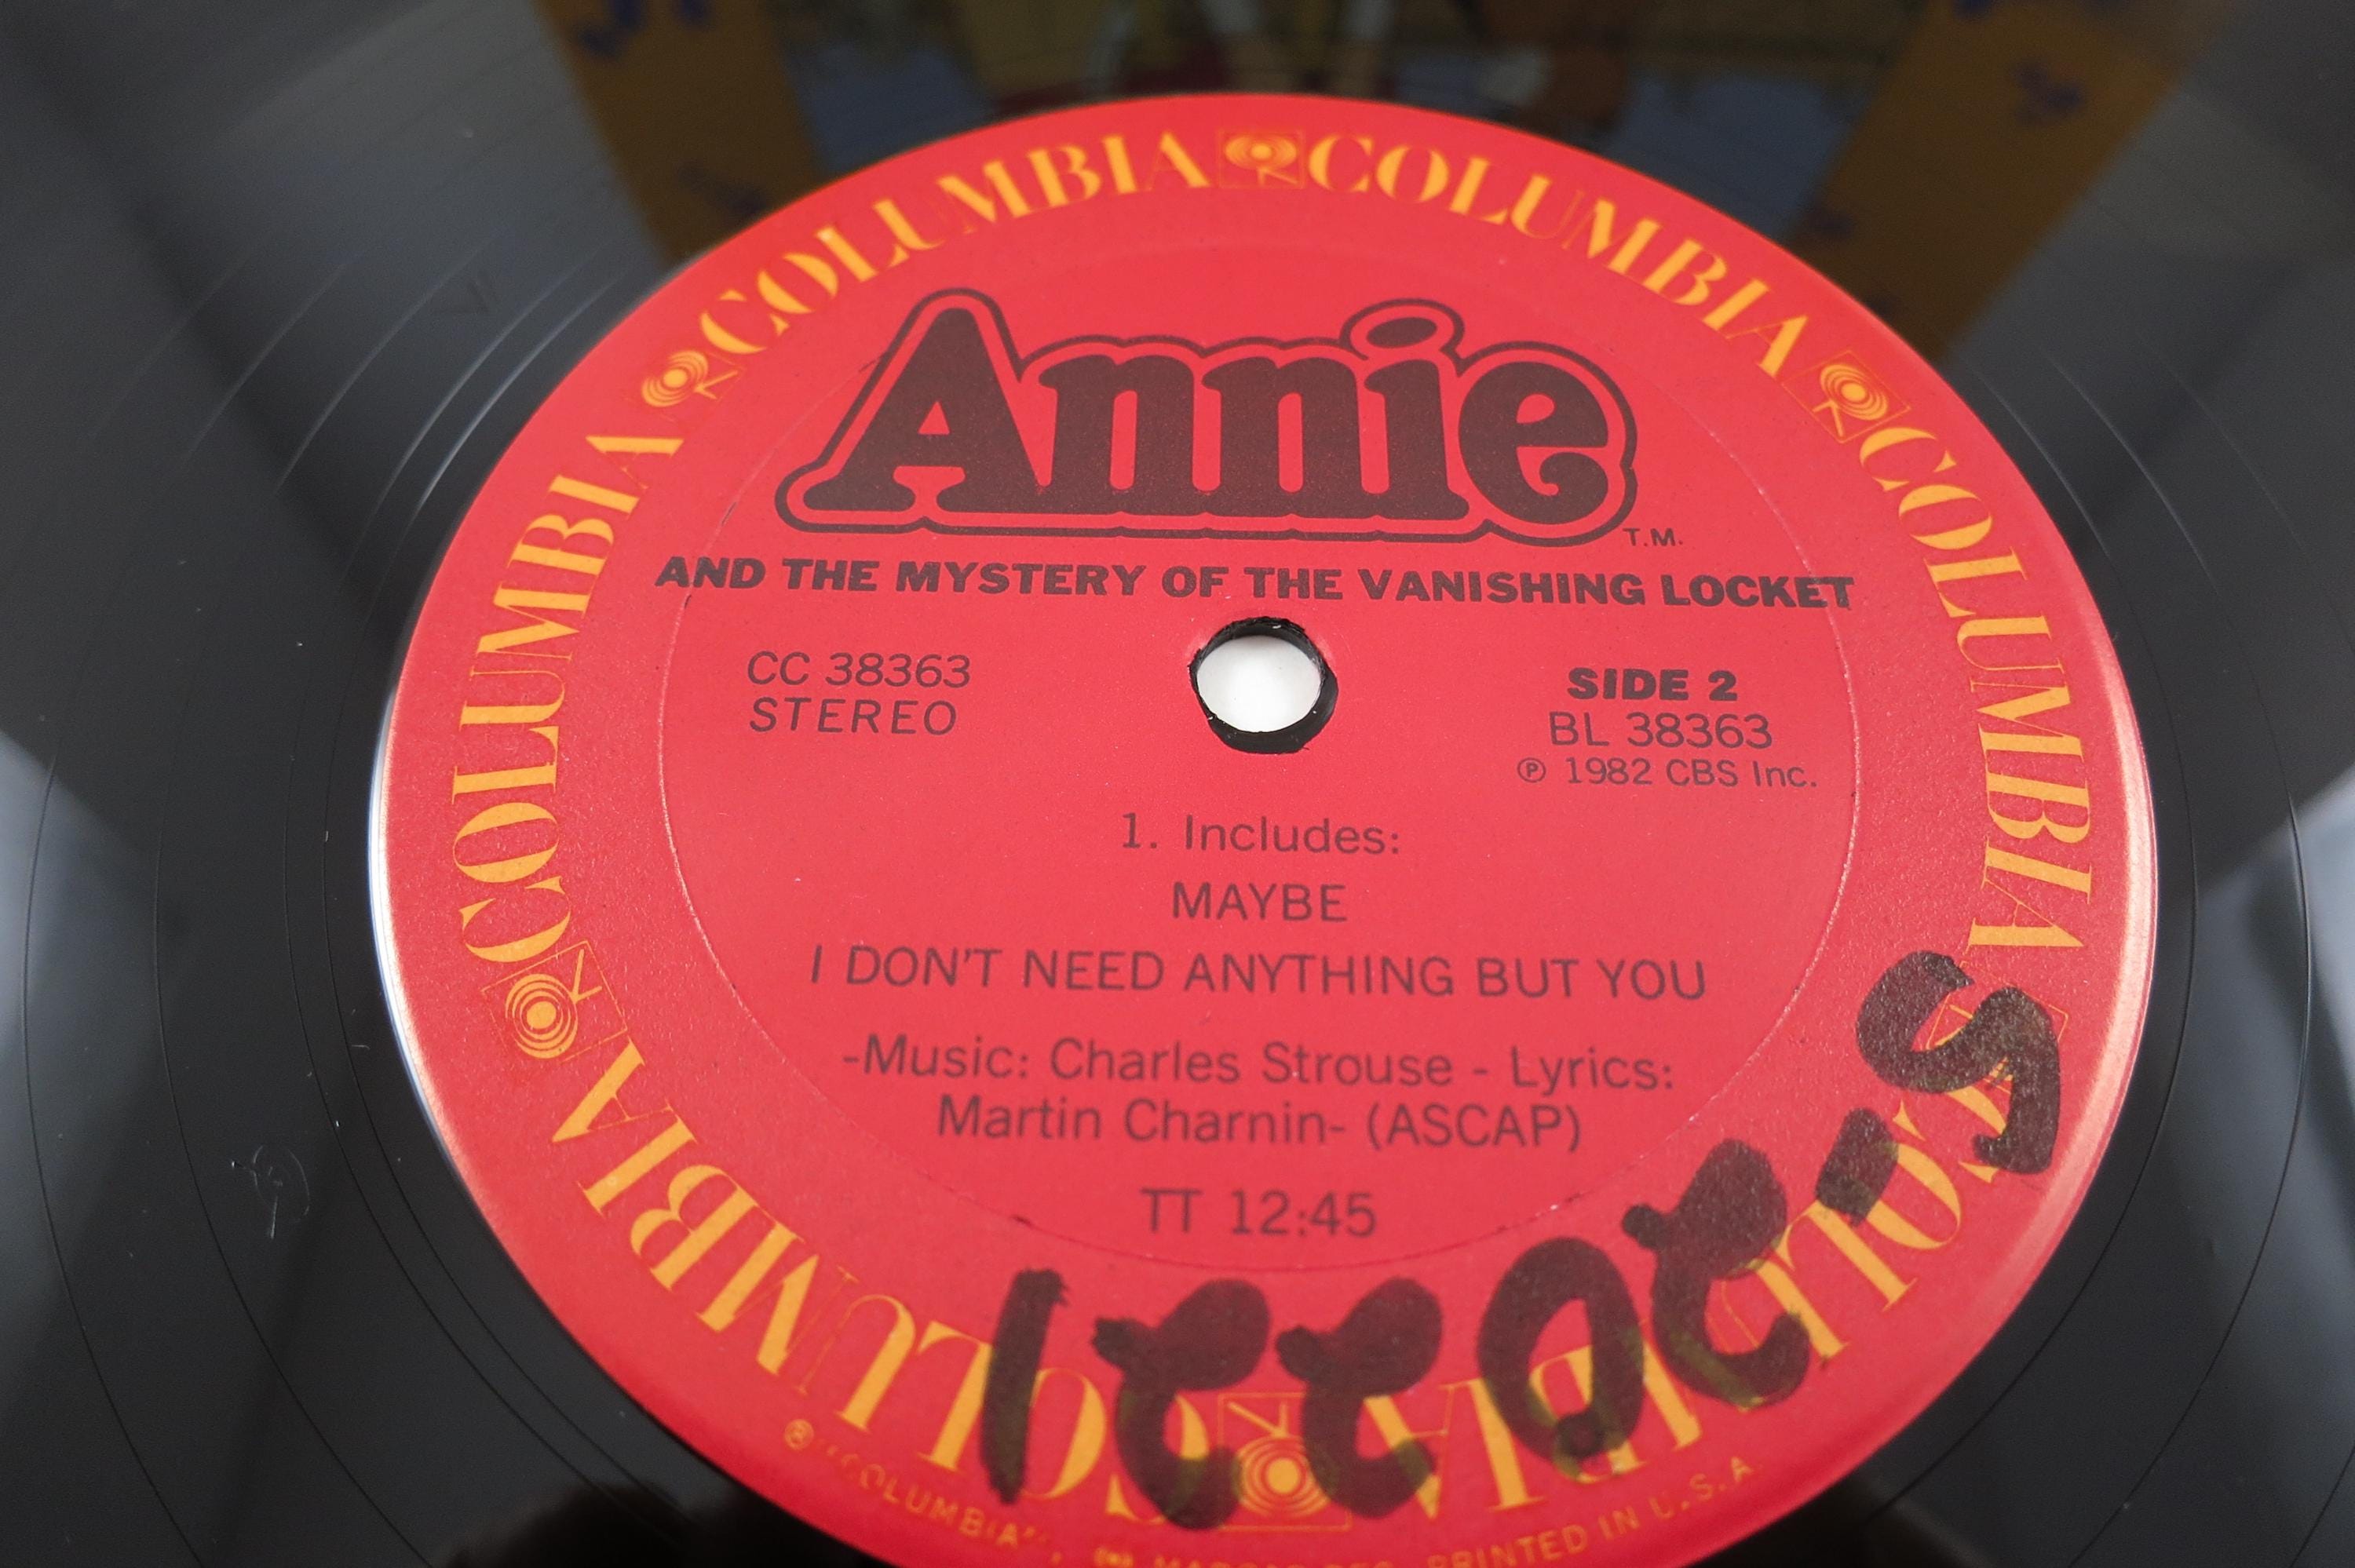 COLUMBIA COLUMBIA COLUMBIA COLUMBIA COLUMBIA COLUMBIA
Annie T.M.
AND THE MYSTERY OF THE VANISHING LOCKET
CC 38363
STEREO
SIDE 2
BL 38363
℗ 1982 CBS Inc.
1. Includes:
MAYBE
I DON'T NEED ANYTHING BUT YOU
-Music: Charles Strouse - Lyrics:
Martin Charnin- (ASCAP)
TT 12:45
® "COLUMBIA", PRINTED IN U.S.A